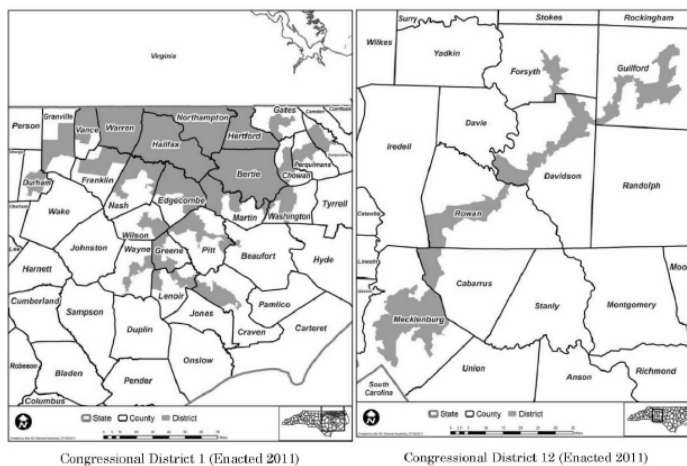 Virginia
Granville
Person
Vance
Warren
Northampton
Gates
Camden
Hertford
Halifax
Bertie
Perquimans
Chowan
Durham
Franklin
Nash
Edgecombe
Martin
Washington
Tyrrell
Wake
Wilson
Pitt
Beaufort
Hyde
Johnston
Wayne
Greene
Lee
Harnett
Lenoir
Pamlico
Craven
Jones
Cumberland
Sampson
Duplin
Carteret
Onslow
Robeson
Bladen
Pender
Columbus
State County District
Congressional District 1 (Enacted 2011)
Surry
Stokes
Rockingham
Wilkes
Yadkin
Forsyth
Guilford
Iredell
Davie
Davidson
Randolph
Catawba
Rowan
Lincoln
Cabarrus
Stanly
Montgomery
Moo
Mecklenburg
Union
Anson
Richmond
South
Carolina
State County District
Congressional District 12 (Enacted 2011)